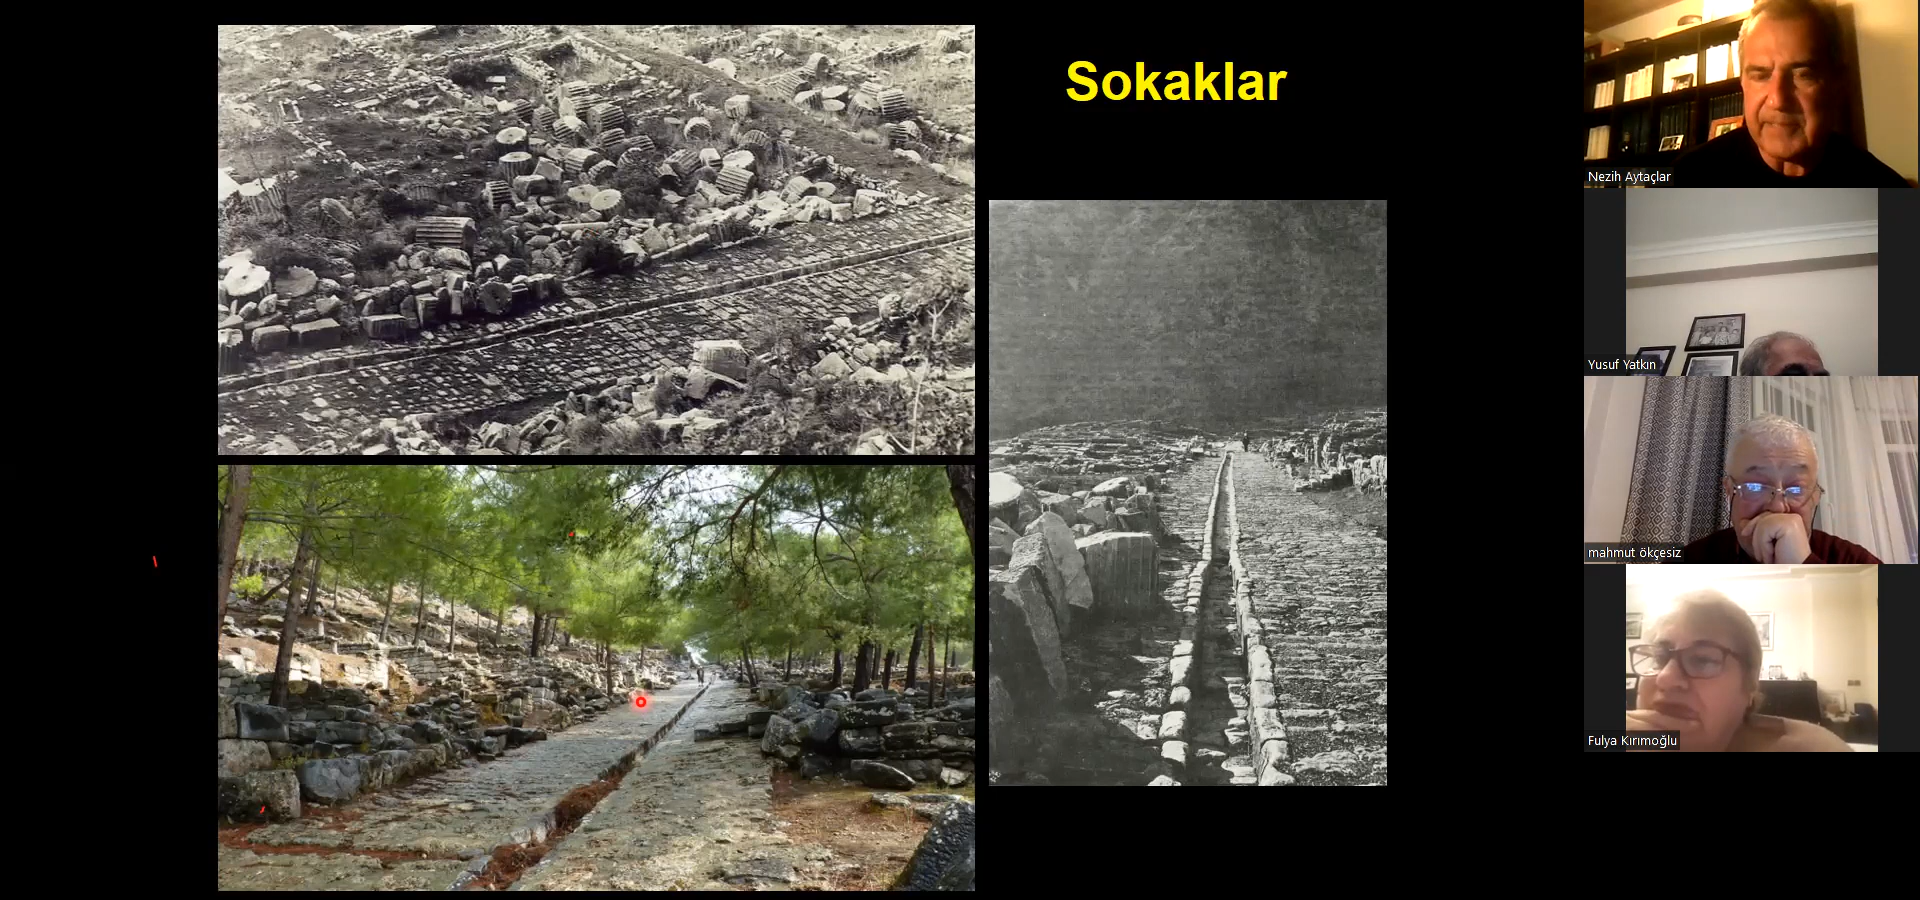 Sokaklar
Nezih Aytaçlar
Yusuf Yatkın
mahmut ökçesiz
Fulya Kırımoğlu